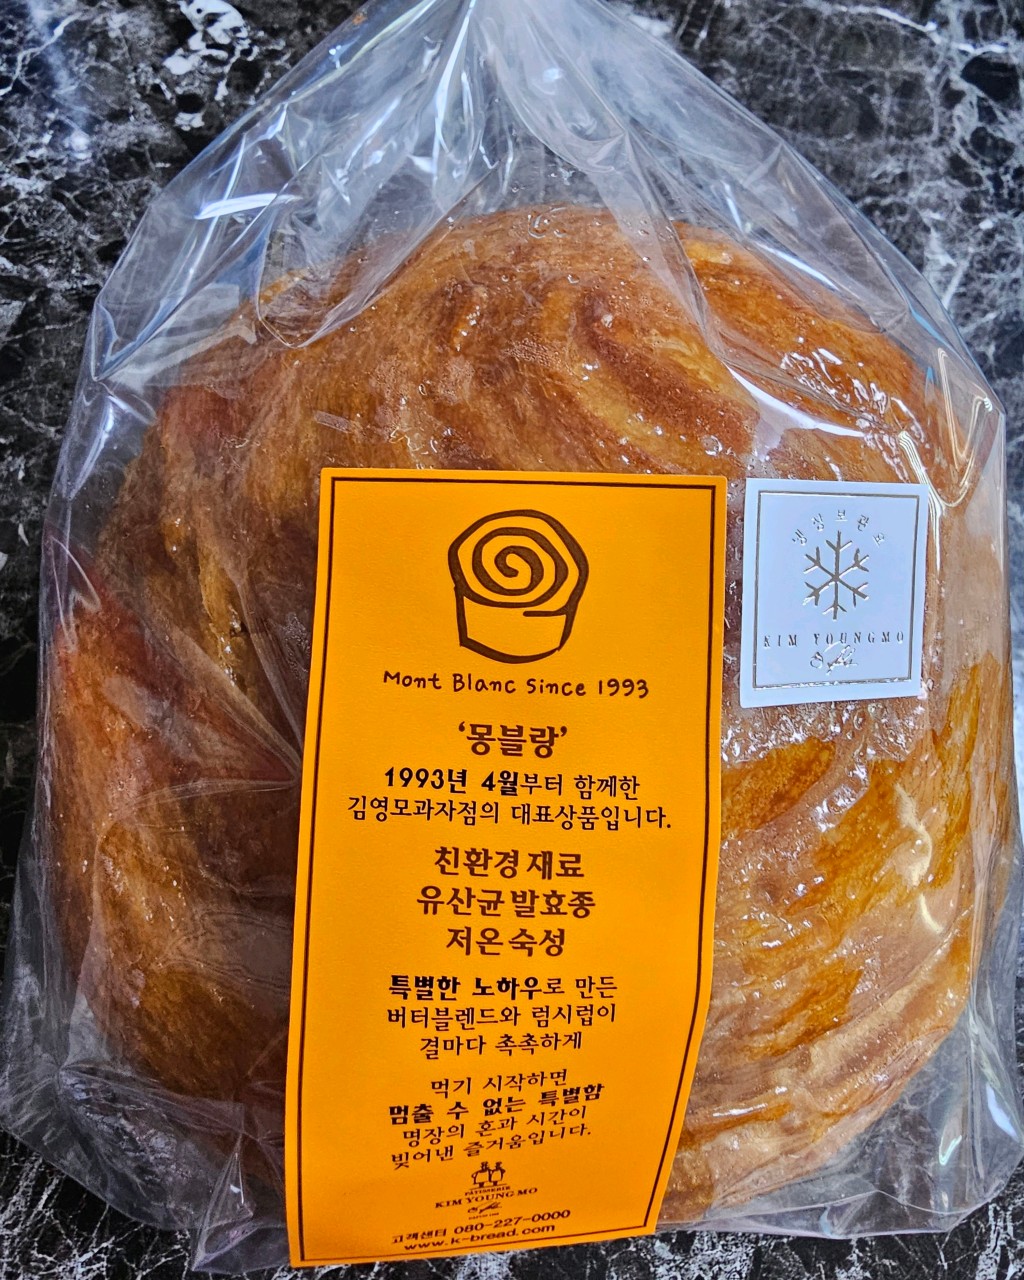 Mont Blanc Since 1993
‘몽블랑’
1993년 4월부터 함께한
김영모과자점의 대표상품입니다.
친환경 재료
유산균 발효종
저온 숙성
특별한 노하우로 만든
버터블렌드와 럼시럽이
결마다 촉촉하게
먹기 시작하면
멈출 수 없는 특별함
명장의 혼과 시간이
빚어낸 즐거움입니다.
PATISSERIE
KIM YOUNG MO
고객센터 080-227-0000
www.k-bread.com
KIM YOUNGMO